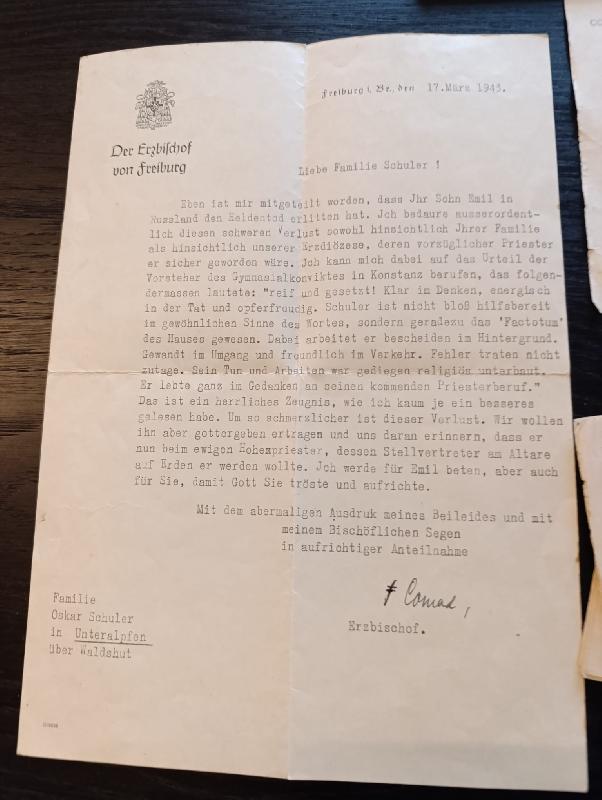 Der Erzbischof
von Freiburg
Freiburg i. Br., den 17.März 1943.
Liebe Familie Schuler !
Eben ist mir mitgeteilt worden, dass Jhr Sohn Emil in
Russland den Heldentod erlitten hat. Jch bedaure ausserordent-
lich diesen schweren Verlust sowohl hinsichtlich Jhrer Familie
als hinsichtlich unserer Erzdiözese, deren vorzüglicher Priester
er sicher geworden wäre. Jch kann mich dabei auf das Urteil der
Vorsteher des Gymnasialkonviktes in Konstanz berufen, das folgen-
dermassen lautete: "reif und gesetzt! Klar im Denken, energisch
in der Tat und opferfreudig. Schuler ist nicht bloß hilfsbereit
im gewöhnlichen Sinne des Wortes, sondern geradezu das 'Factotum'
des Hauses gewesen. Dabei arbeitet er bescheiden im Hintergrund.
Gewandt im Umgang und freundlich im Verkehr. Fehler traten nicht
zutage. Sein Tun und Arbeiten war gediegen religiös unterbaut.
Er lebte ganz im Gedanken an seinen kommenden Priesterberuf."
Das ist ein herrliches Zeugnis, wie ich kaum je ein besseres
gelesen habe. Um so schmerzlicher ist dieser Verlust. Wir wollen
ihn aber gottergeben ertragen und uns daran erinnern, dass er
nun beim ewigen Hohenpriester, dessen Stellvertreter am Altare
auf Erden er werden wollte. Jch werde für Emil beten, aber auch
für Sie, damit Gott Sie tröste und aufrichte.
Mit dem abermaligen Ausdruk meines Beileides und mit
meinem Bischöflichen Segen
in aufrichtiger Anteilnahme
‡ Conrad,
Erzbischof.
Familie
Oskar Schuler
in Unteralpfen
über Waldshut